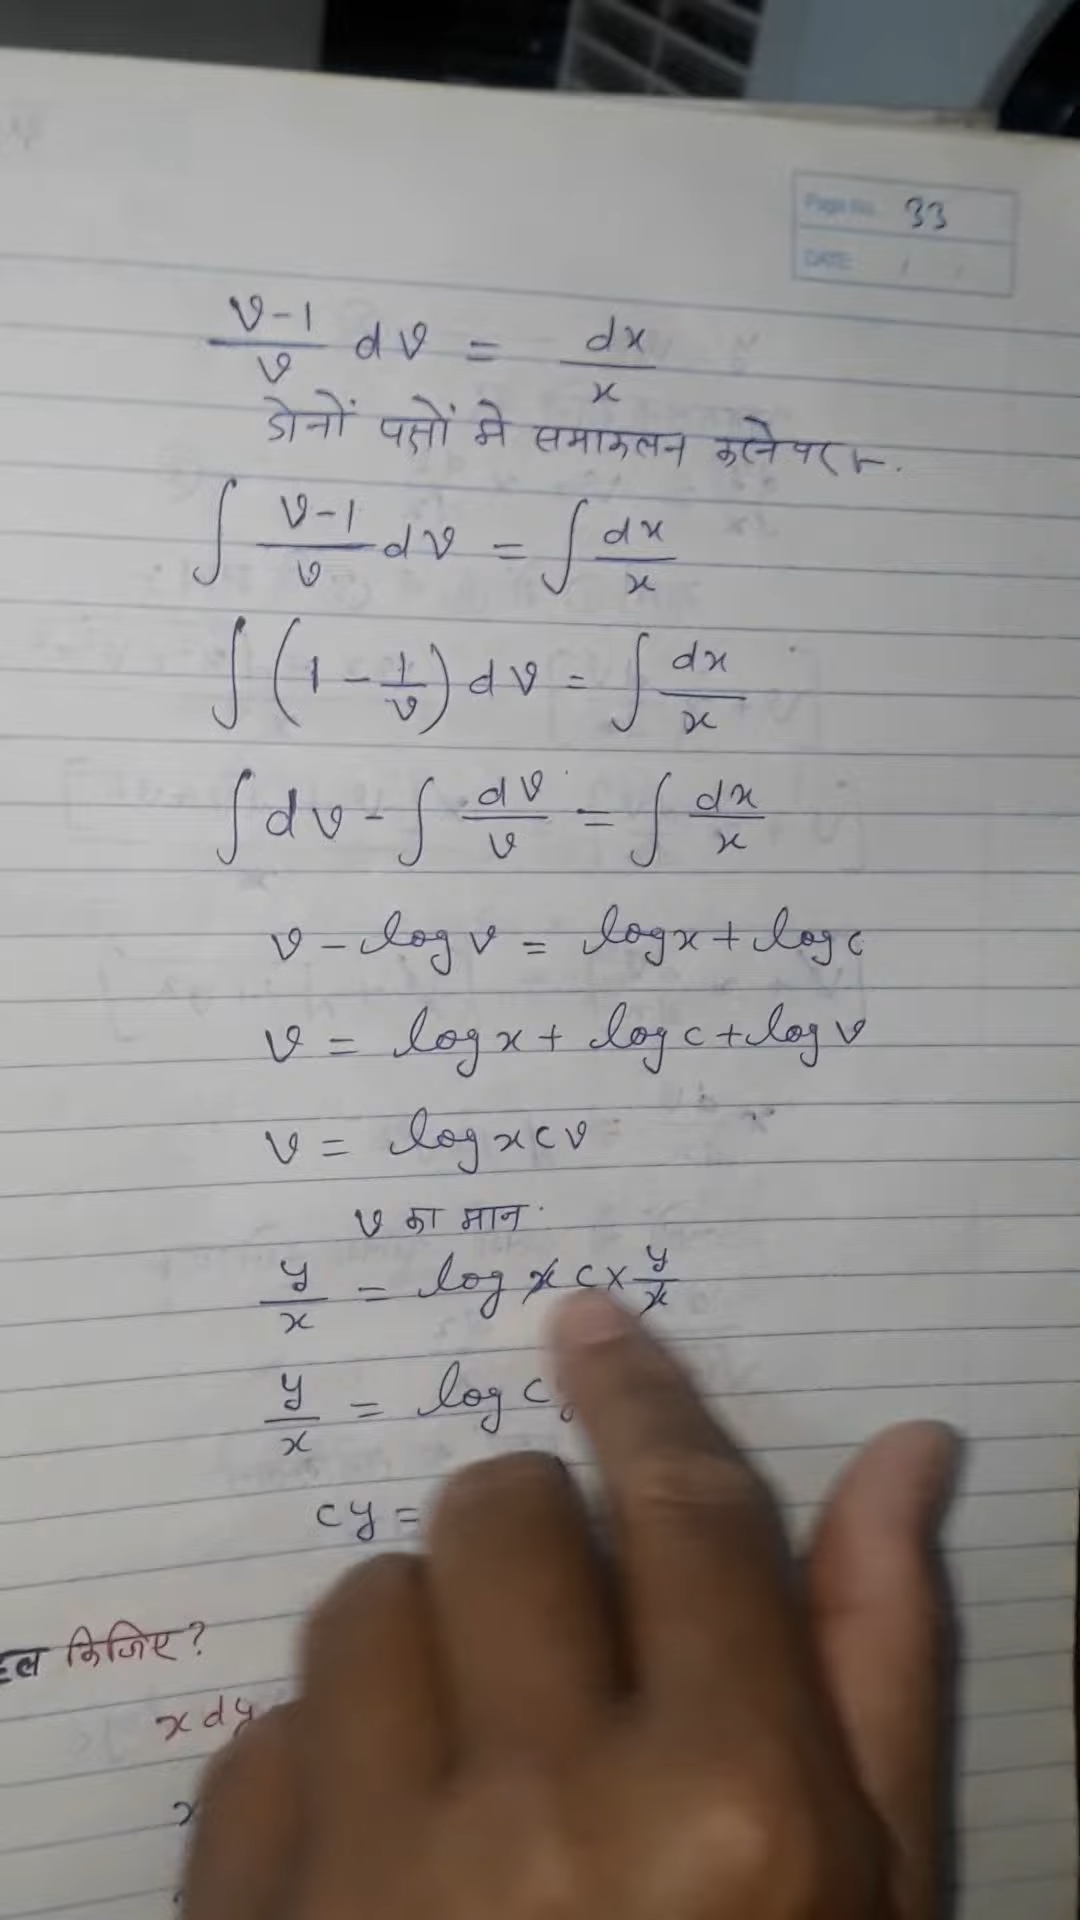 Page No. 33
DATE / /
v-1/v dv = dx/x
दोनों पक्षों मे समाकलन करनेपर
∫ v-1/v dv = ∫ dx/x
∫ (1 - 1/v) dv = ∫ dx/x
∫ dv - ∫ dv/v = ∫ dx/x
v - log v = log x + log c
v = log x + log c + log v
v = log x c v
v का मान
y/x = log x c × y/x
y/x = log c
cy =
हल किजिए?
x dy
x